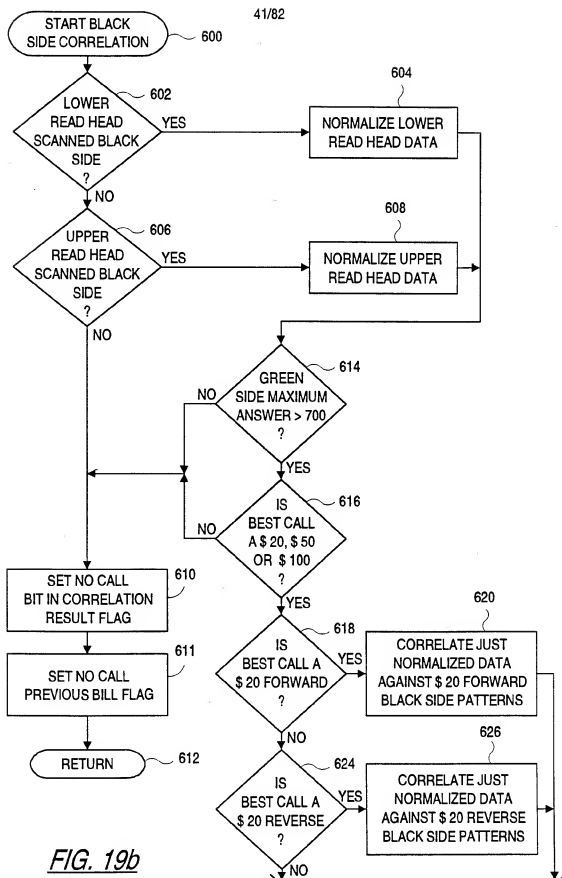 41/82
START BLACK
SIDE CORRELATION
600
602
LOWER
READ HEAD
SCANNED BLACK
SIDE
?
YES
NO
604
NORMALIZE LOWER
READ HEAD DATA
606
UPPER
READ HEAD
SCANNED BLACK
SIDE
?
YES
NO
608
NORMALIZE UPPER
READ HEAD DATA
614
GREEN
SIDE MAXIMUM
ANSWER > 700
?
NO
YES
616
IS
BEST CALL
A $ 20, $ 50
OR $ 100
?
NO
YES
610
SET NO CALL
BIT IN CORRELATION
RESULT FLAG
611
SET NO CALL
PREVIOUS BILL FLAG
RETURN
612
618
IS
BEST CALL A
$ 20 FORWARD
?
YES
NO
620
CORRELATE JUST
NORMALIZED DATA
AGAINST $ 20 FORWARD
BLACK SIDE PATTERNS
624
IS
BEST CALL A
$ 20 REVERSE
?
YES
NO
626
CORRELATE JUST
NORMALIZED DATA
AGAINST $ 20 REVERSE
BLACK SIDE PATTERNS
FIG. 19b